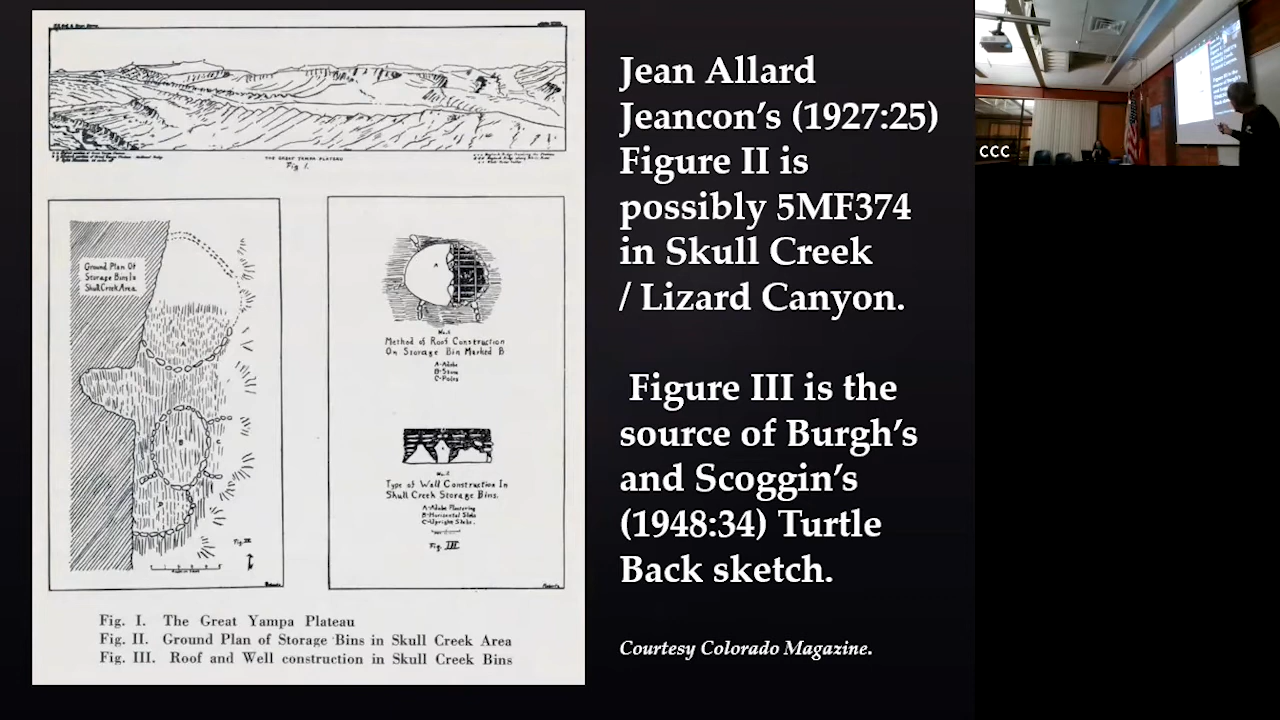 THE GREAT YAMPA PLATEAU
Fig I.
Ground Plan Of
Storage Bins In
Skull Creek Area.
A
B
C
No. 1
Method of Roof Construction
On Storage Bin Marked B
A-Adobe
B-Stone
C-Poles
No. 2
Type of Wall Construction In
Skull Creek Storage Bins.
A-Adobe Plastering
B-Horizontal Slabs
C-Upright Slabs.
Fig. III
Fig. I. The Great Yampa Plateau
Fig. II. Ground Plan of Storage Bins in Skull Creek Area
Fig. III. Roof and Well construction in Skull Creek Bins
Jean Allard
Jeancon’s (1927:25)
Figure II is
possibly 5MF374
in Skull Creek
/ Lizard Canyon.
Figure III is the
source of Burgh’s
and Scoggin’s
(1948:34) Turtle
Back sketch.
Courtesy Colorado Magazine.
CCC